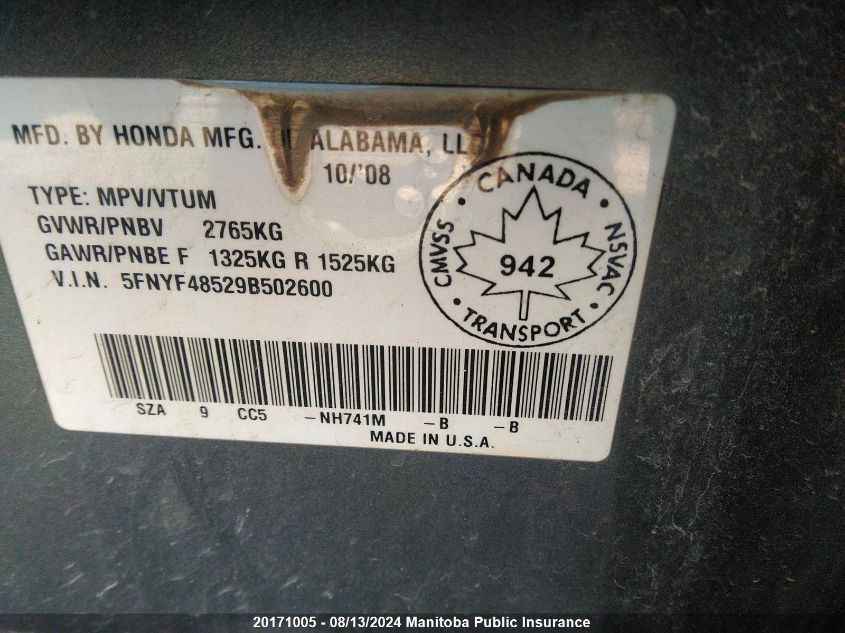 MFD. BY HONDA MFG. OF ALABAMA, LLC
10/'08
TYPE: MPV/VTUM
GVWR/PNBV 2765KG
GAWR/PNBE F 1325KG R 1525KG
V.I.N. 5FNYF48529B502600
CANADA
CMVSS
NSVAC
942
TRANSPORT
SZA 9 CC5 -NH741M -B -B
MADE IN U.S.A.
20171005 - 08/13/2024 Manitoba Public Insurance